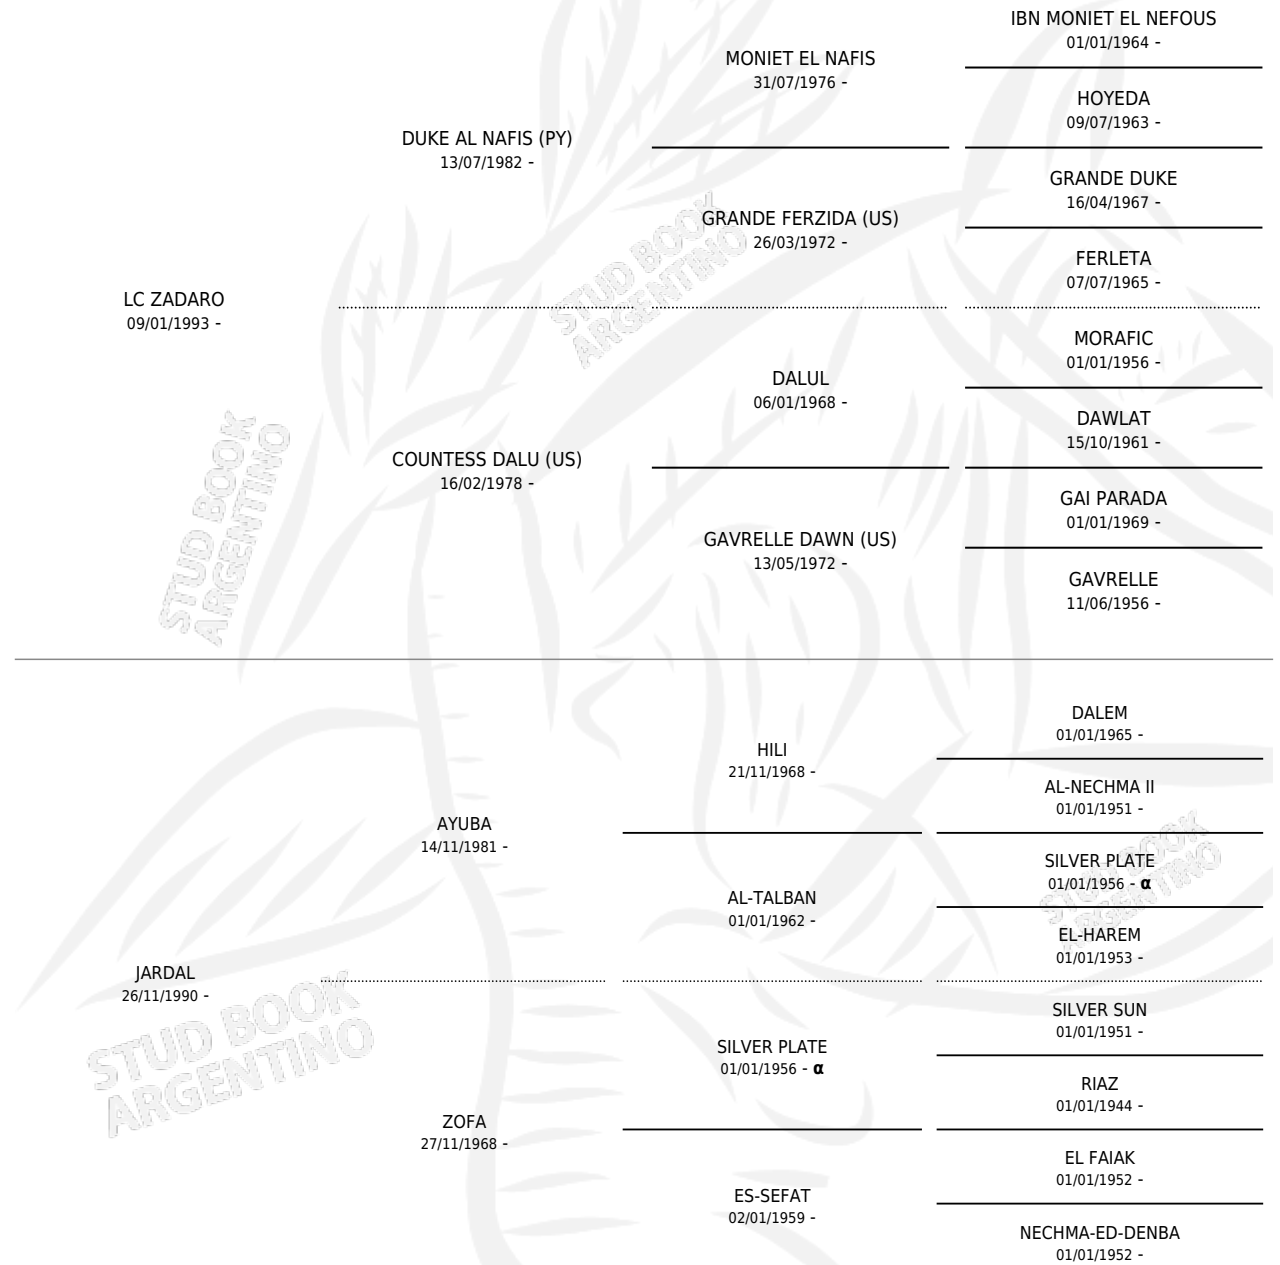 IBN MONIET EL NEFOUS
01/01/1964 -
MONIET EL NAFIS
31/07/1976 -
HOYEDA
09/07/1963 -
DUKE AL NAFIS (PY)
13/07/1982 -
GRANDE DUKE
16/04/1967 -
GRANDE FERZIDA (US)
26/03/1972 -
FERLETA
07/07/1965 -
LC ZADARO
09/01/1993 -
MORAFIC
01/01/1956 -
DALUL
06/01/1968 -
DAWLAT
15/10/1961 -
COUNTESS DALU (US)
16/02/1978 -
GAI PARADA
01/01/1969 -
GAVRELLE DAWN (US)
13/05/1972 -
GAVRELLE
11/06/1956 -
DALEM
01/01/1965 -
HILI
21/11/1968 -
AL-NECHMA II
01/01/1951 -
AYUBA
14/11/1981 -
SILVER PLATE
01/01/1956 - α
AL-TALBAN
01/01/1962 -
EL-HAREM
01/01/1953 -
JARDAL
26/11/1990 -
SILVER SUN
01/01/1951 -
SILVER PLATE
01/01/1956 - α
RIAZ
01/01/1944 -
ZOFA
27/11/1968 -
EL FAIAK
01/01/1952 -
ES-SEFAT
02/01/1959 -
NECHMA-ED-DENBA
01/01/1952 -
STUD BOOK
ARGENTINO
STUD BOOK
ARGENTINO
STUD BOOK
ARGENTINO
STUD BOOK
ARGENTINO